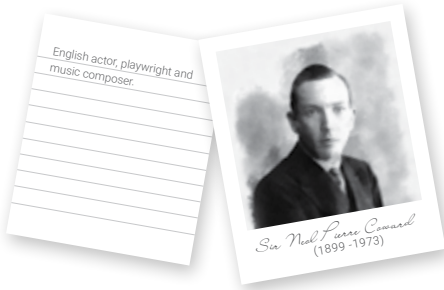 English actor, playwright and
music composer.
Sir Noel Pierre Coward
(1899 -1973)